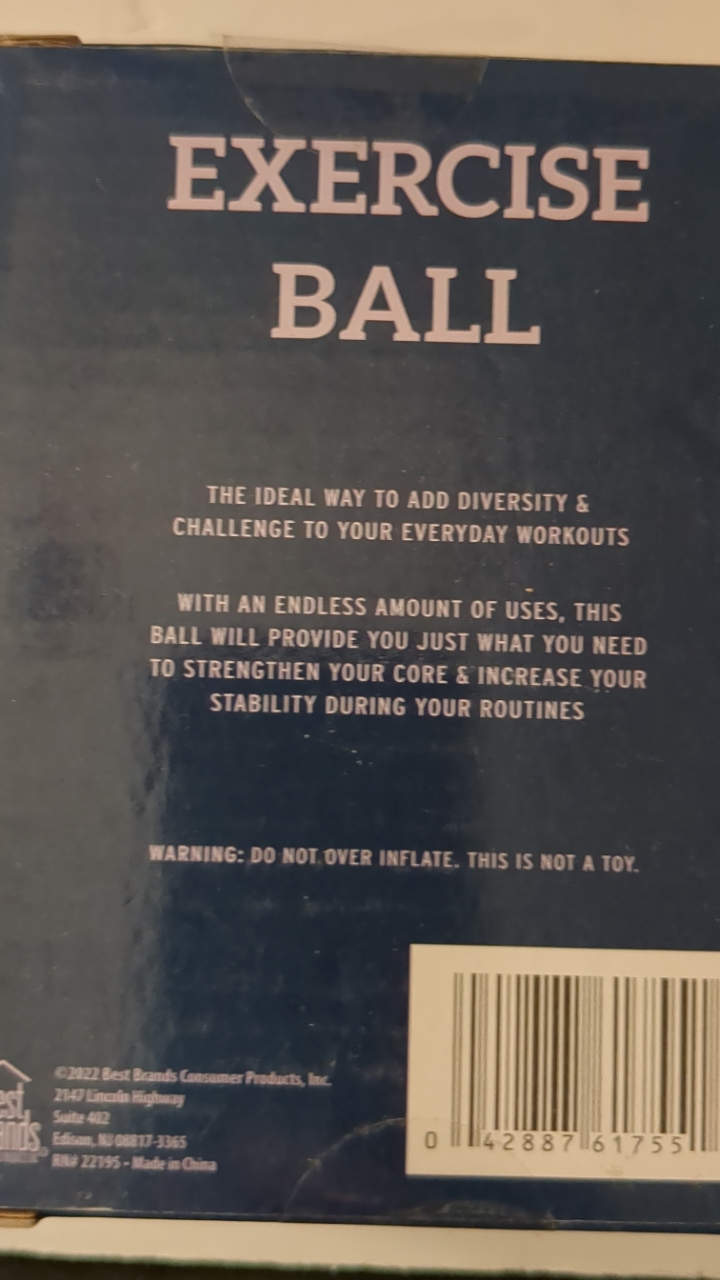 EXERCISE
BALL
THE IDEAL WAY TO ADD DIVERSITY &
CHALLENGE TO YOUR EVERYDAY WORKOUTS
WITH AN ENDLESS AMOUNT OF USES, THIS
BALL WILL PROVIDE YOU JUST WHAT YOU NEED
TO STRENGTHEN YOUR CORE & INCREASE YOUR
STABILITY DURING YOUR ROUTINES
WARNING: DO NOT OVER INFLATE. THIS IS NOT A TOY.
©2022 Best Brands Consumer Products, Inc.
2147 Lincoln Highway
Suite 402
Edison, NJ 08817-3365
RN# 22195 - Made in China
0 42887 61755